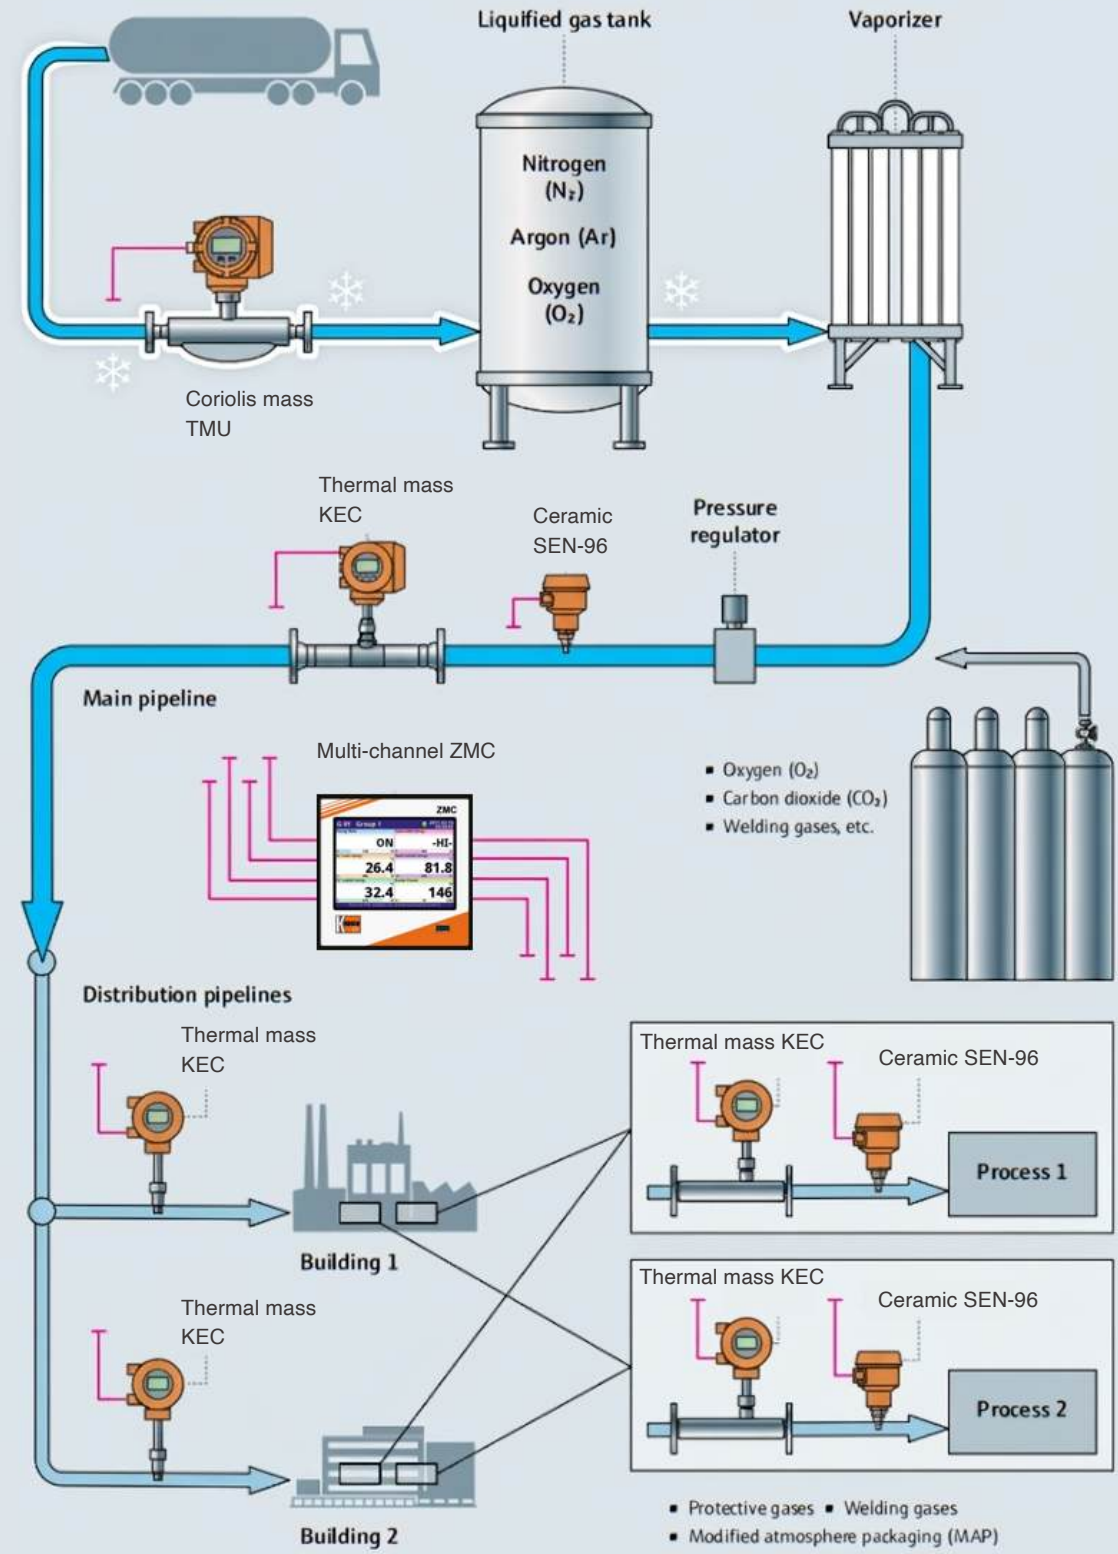 Liquified gas tank
Vaporizer
Nitrogen
(N₂)
Argon (Ar)
Oxygen
(O₂)
Coriolis mass
TMU
Thermal mass
KEC
Ceramic
SEN-96
Pressure
regulator
Main pipeline
Multi-channel ZMC
ZMC
ON
-HI-
26.4
81.8
32.4
146
▪ Oxygen (O₂)
▪ Carbon dioxide (CO₂)
▪ Welding gases, etc.
Distribution pipelines
Thermal mass
KEC
Building 1
Thermal mass KEC
Ceramic SEN-96
Process 1
Thermal mass
KEC
Building 2
Thermal mass KEC
Ceramic SEN-96
Process 2
▪ Protective gases ▪ Welding gases
▪ Modified atmosphere packaging (MAP)